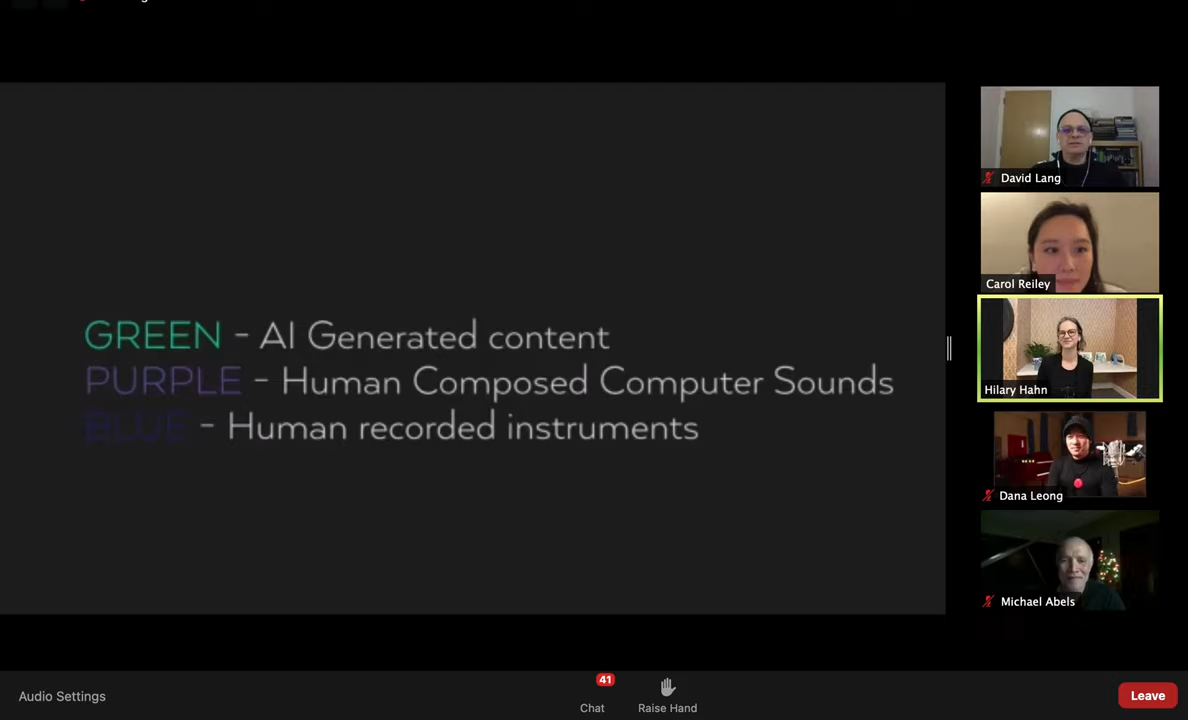 GREEN - AI Generated content
PURPLE - Human Composed Computer Sounds
BLUE - Human recorded instruments
David Lang
Carol Reiley
Hilary Hahn
Dana Leong
Michael Abels
Audio Settings
41
Chat
Raise Hand
Leave